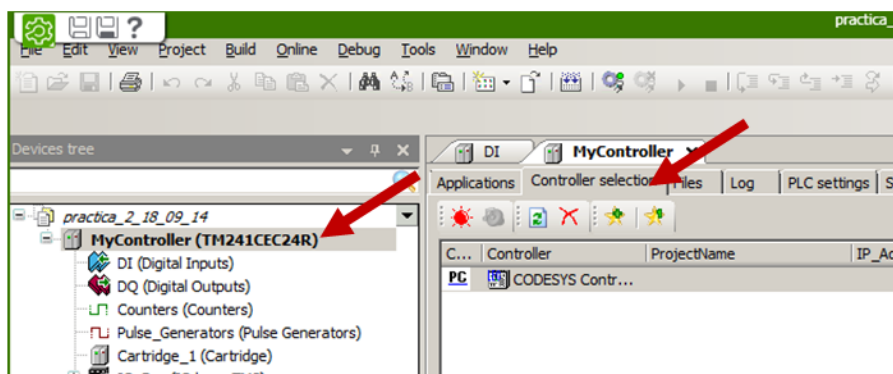 ?
practica_
File Edit View Project Build Online Debug Tools Window Help
Devices tree
DI MyController
Applications Controller selection Files Log PLC settings S
practica_2_18_09_14
MyController (TM241CEC24R)
C... Controller ProjectName IP_Ac
DI (Digital Inputs)
PC CODESYS Contr...
DQ (Digital Outputs)
Counters (Counters)
Pulse_Generators (Pulse Generators)
Cartridge_1 (Cartridge)